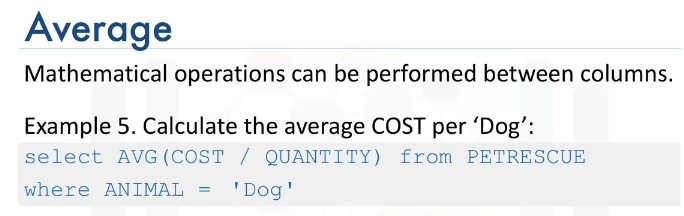 Average
Mathematical operations can be performed between columns.
Example 5. Calculate the average COST per ‘Dog’:
select AVG(COST / QUANTITY) from PETRESCUE
where ANIMAL = 'Dog'